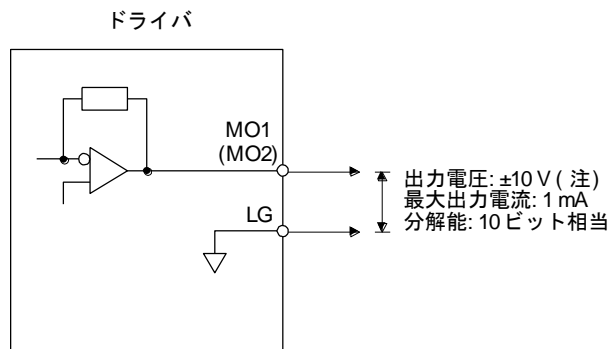 ドライバ
MO1
(MO2)
LG
出力電圧: ±10 V ( 注)
最大出力電流: 1 mA
分解能: 10 ビット相当